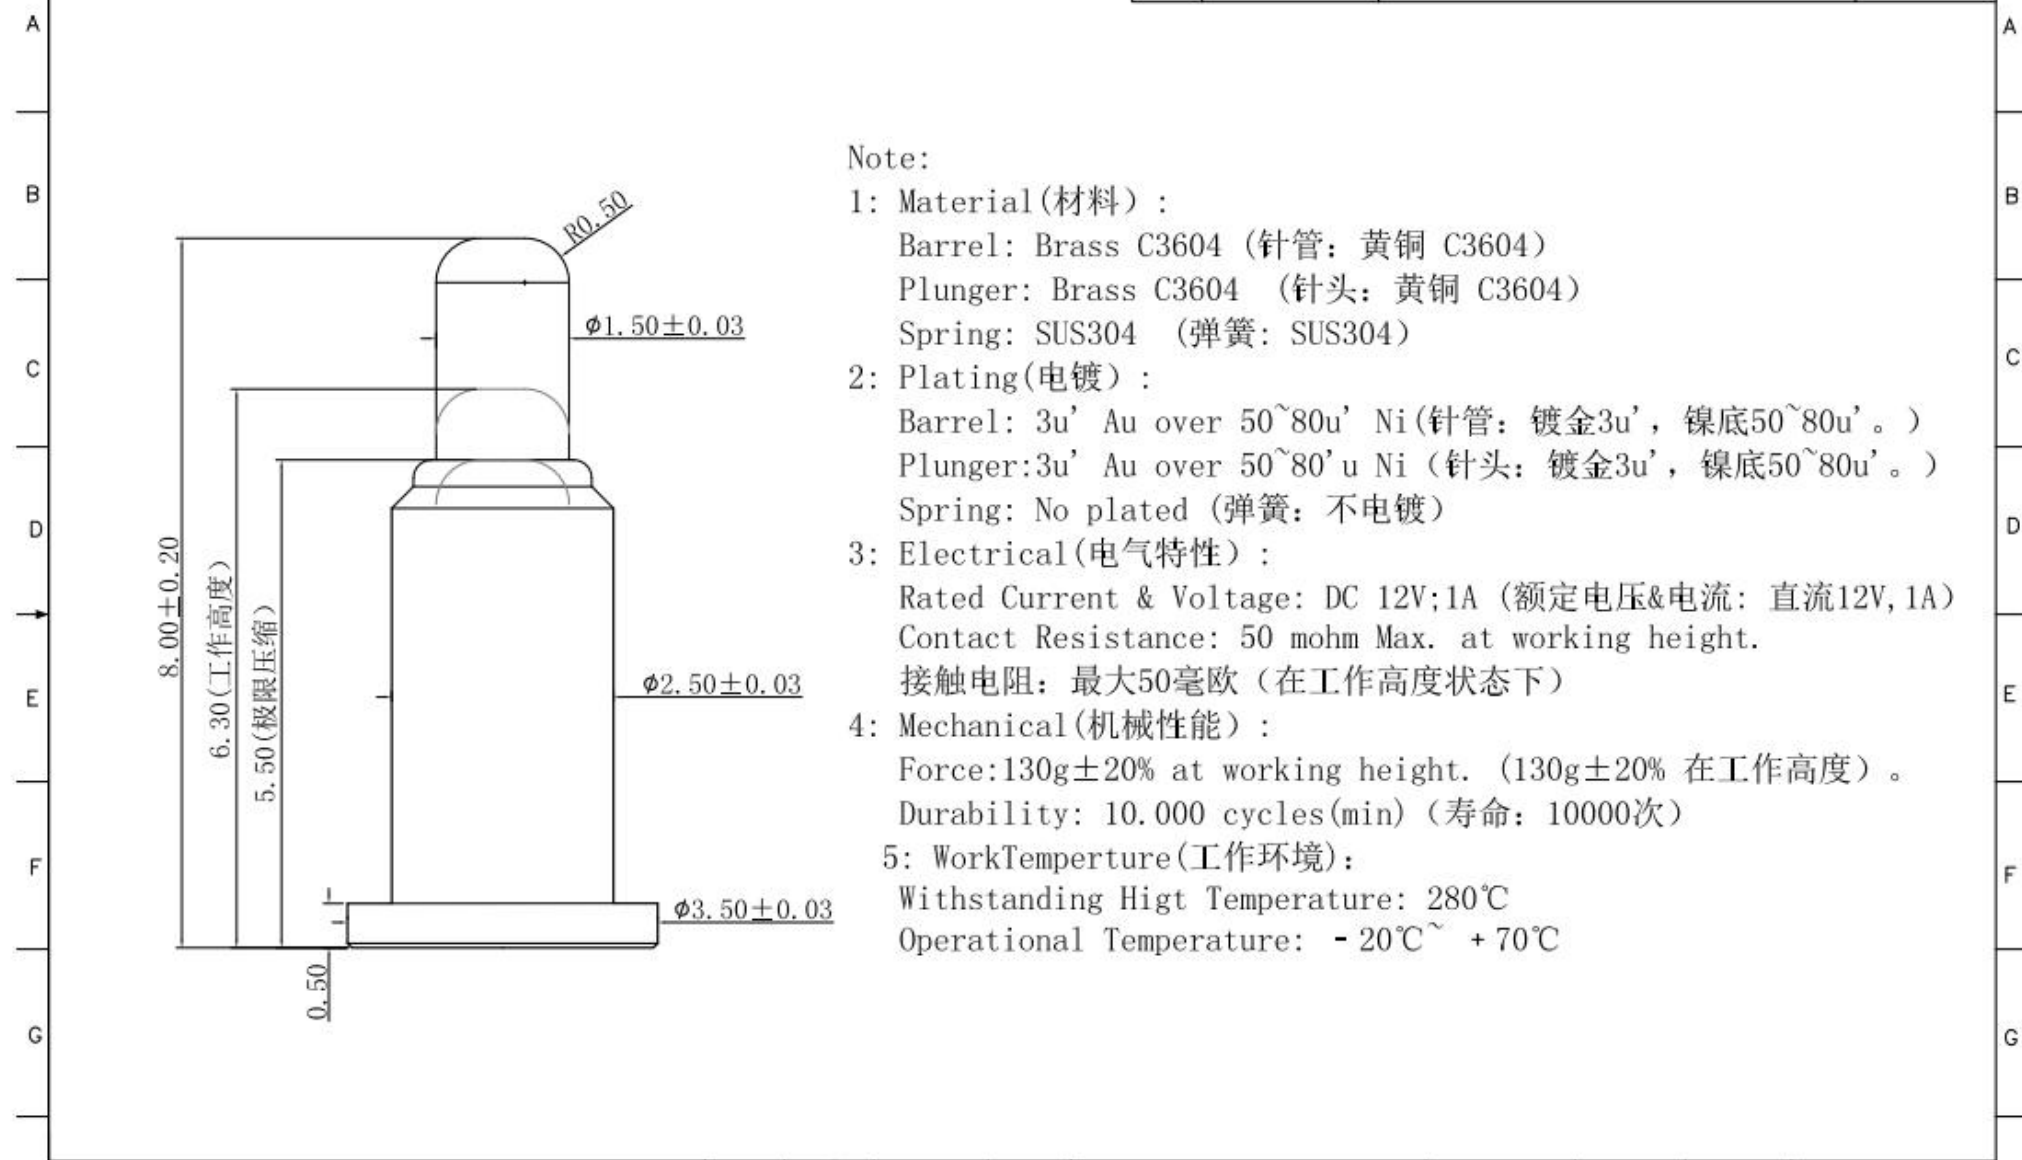 A
A
B
B
C
C
D
D
E
E
F
F
G
G
R0.50
ϕ1.50±0.03
8.00±0.20
6.30(工作高度)
5.50(极限压缩)
ϕ2.50±0.03
ϕ3.50±0.03
0.50
Note:
1: Material(材料）:
Barrel: Brass C3604 (针管: 黄铜 C3604）
Plunger: Brass C3604 （针头: 黄铜 C3604）
Spring: SUS304 （弹簧: SUS304）
2: Plating(电镀）:
Barrel: 3u' Au over 50~80u' Ni(针管: 镀金3u', 镍底50~80u'。)
Plunger:3u' Au over 50~80'u Ni（针头: 镀金3u', 镍底50~80u'。)
Spring: No plated (弹簧: 不电镀）
3: Electrical(电气特性）:
Rated Current & Voltage: DC 12V;1A (额定电压&电流: 直流12V,1A）
Contact Resistance: 50 mohm Max. at working height.
接触电阻: 最大50毫欧（在工作高度状态下）
4: Mechanical(机械性能）:
Force:130g±20% at working height. (130g±20% 在工作高度）。
Durability: 10.000 cycles(min)（寿命: 10000次）
5: WorkTemperture(工作环境):
Withstanding Higt Temperature: 280℃
Operational Temperature: -20℃~ +70℃